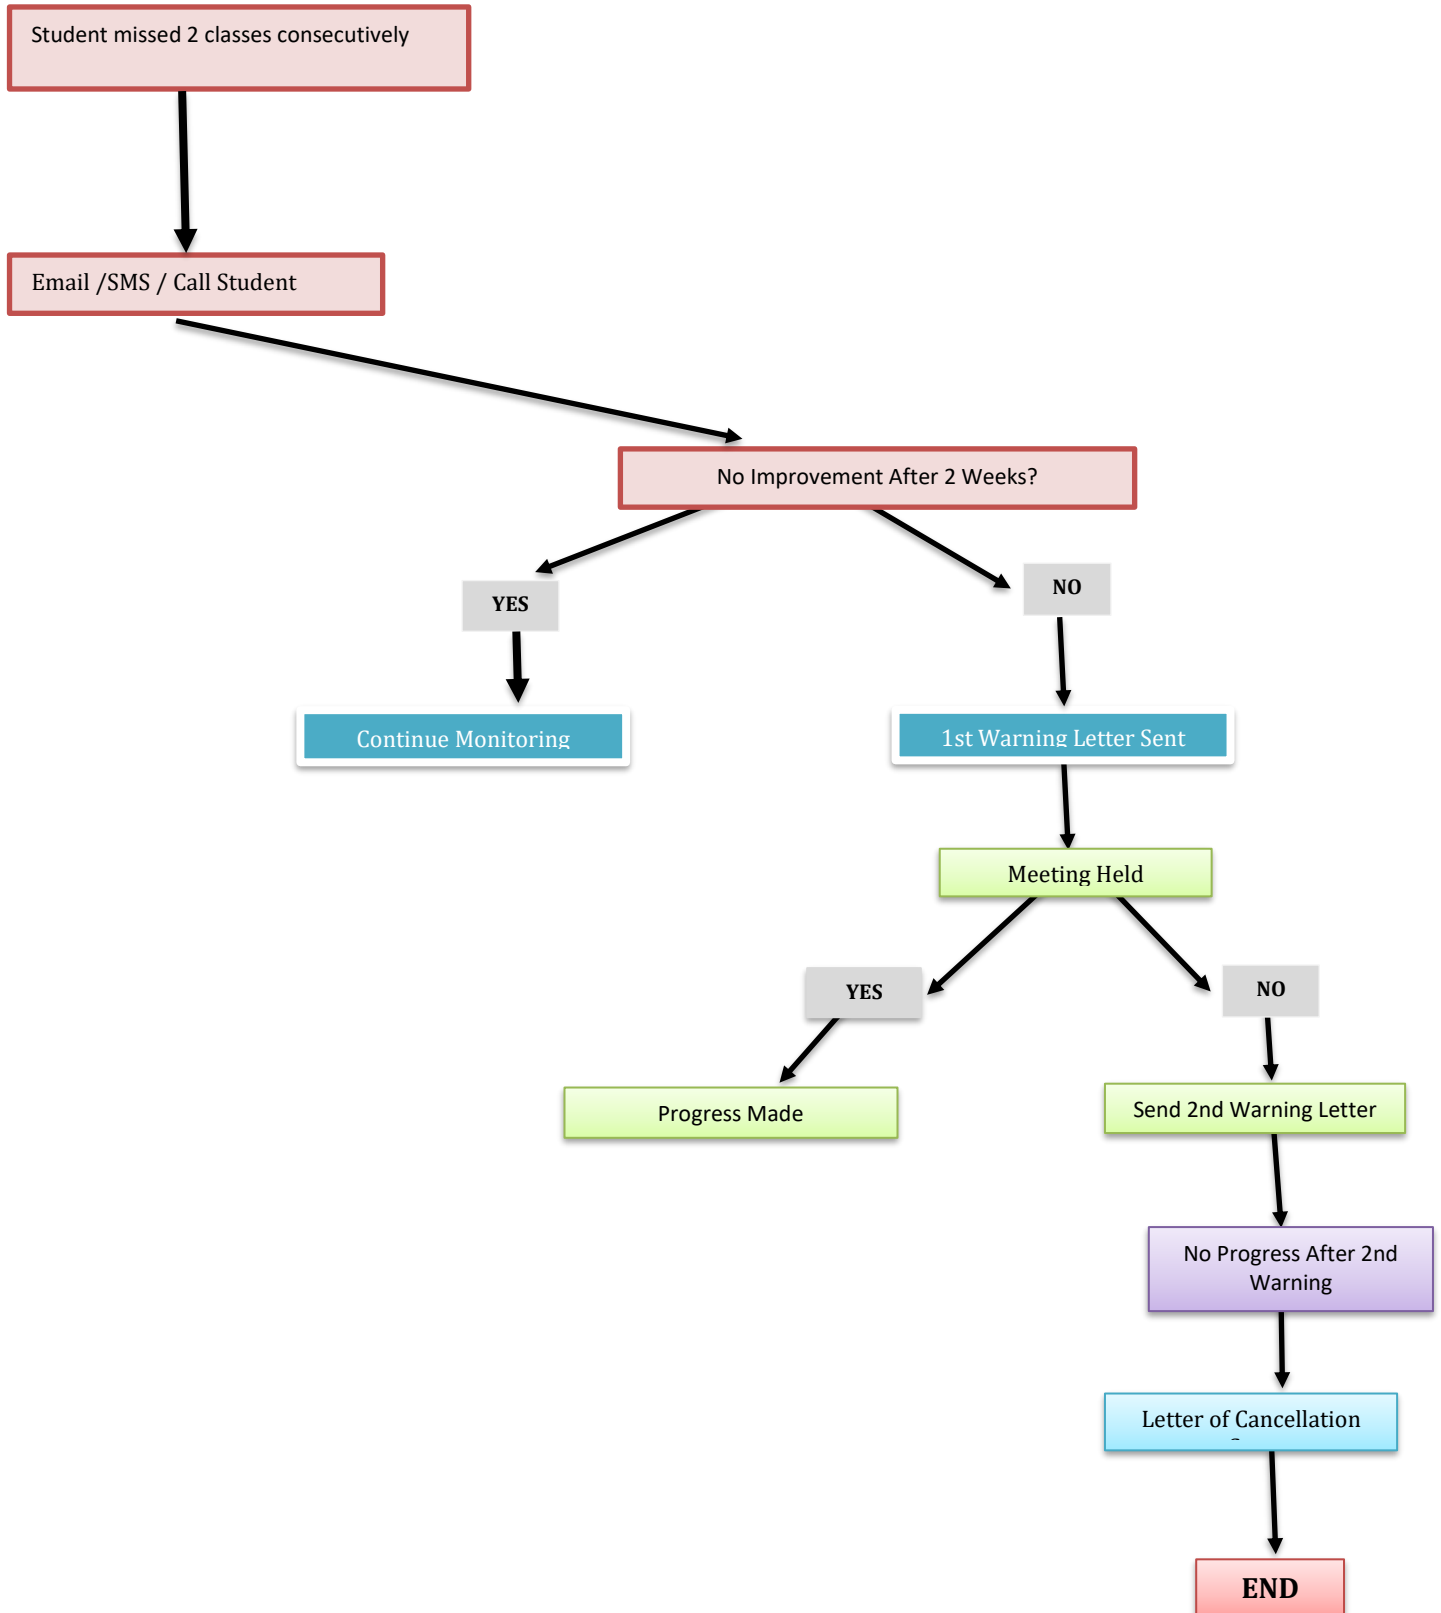 Student missed 2 classes consecutively
Email /SMS / Call Student
No Improvement After 2 Weeks?
YES
NO
Continue Monitoring
1st Warning Letter Sent
Meeting Held
YES
NO
Progress Made
Send 2nd Warning Letter
No Progress After 2nd
Warning
Letter of Cancellation
END